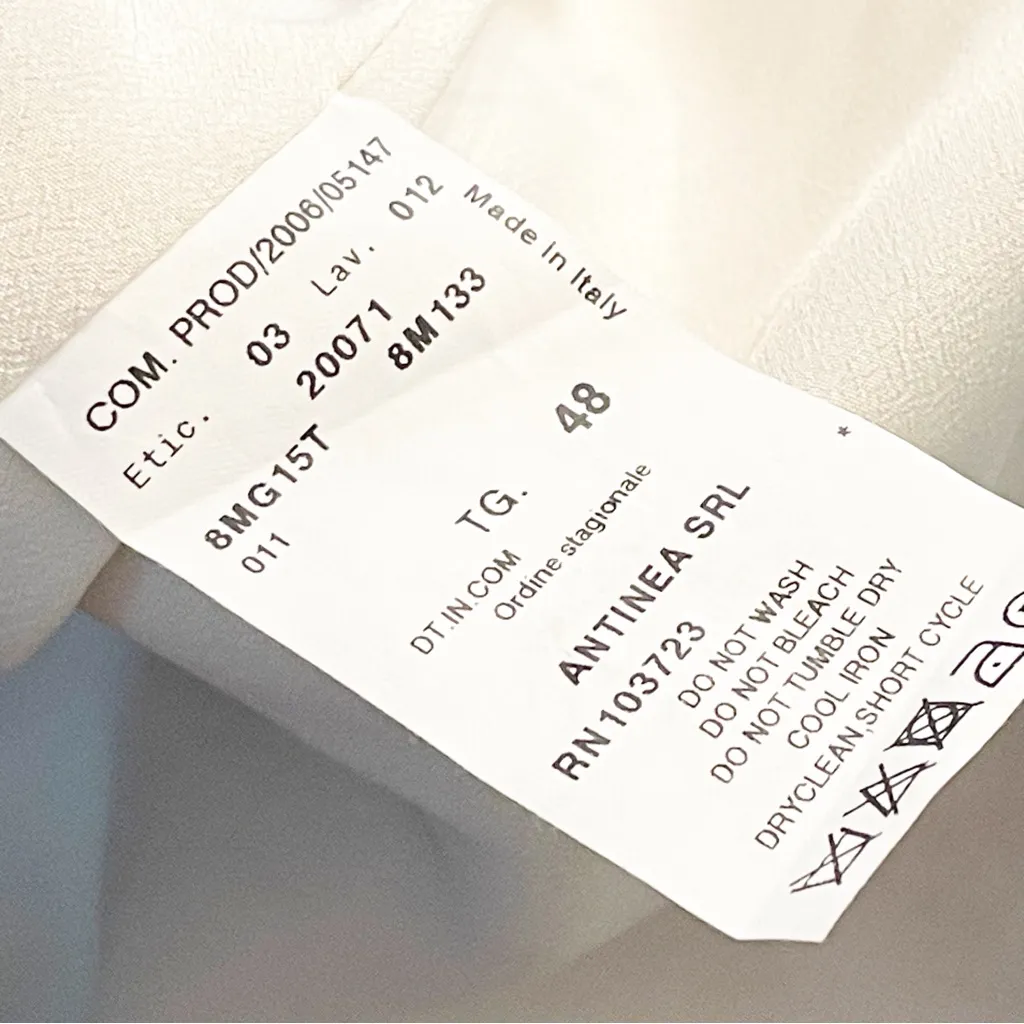 COM. PROD/2006/05147
Etic. 03 Lav. 012
20071
8MG15T 8M133
011
Made In Italy
TG. 48
DT.IN.COM
Ordine stagionale
*
ANTINEA SRL
RN103723
DO NOT WASH
DO NOT BLEACH
DO NOT TUMBLE DRY
COOL IRON
DRYCLEAN,SHORT CYCLE